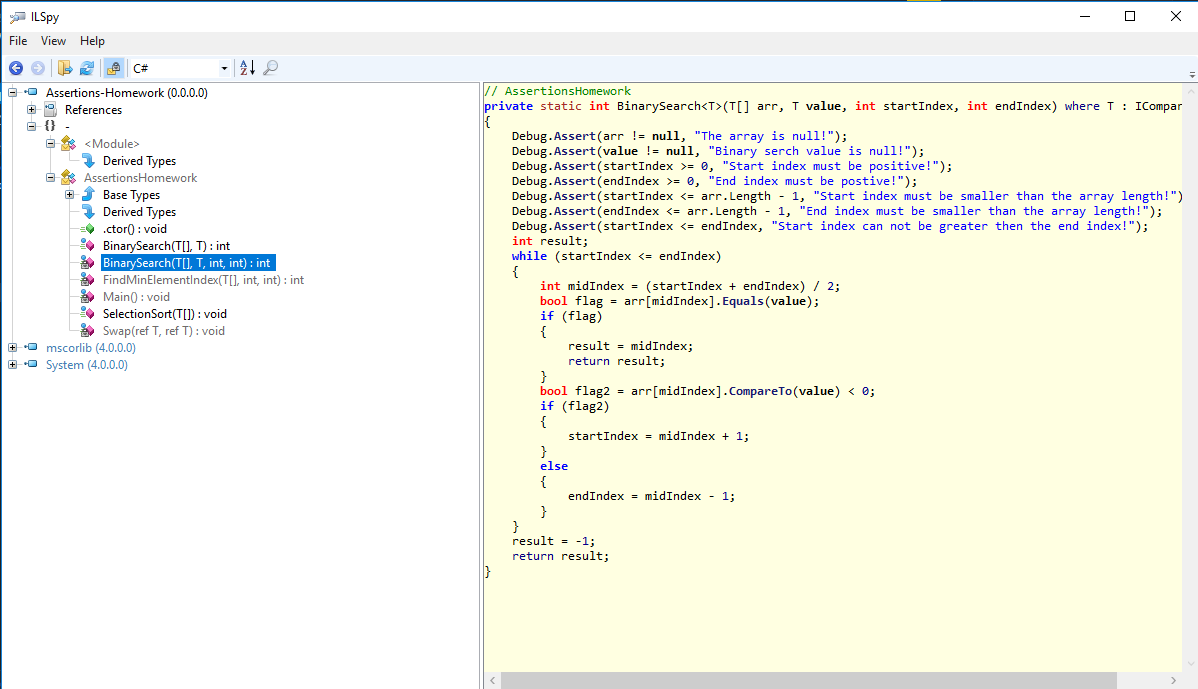 ILSpy
File View Help
C#
Assertions-Homework (0.0.0.0)
References
{} -
<Module>
Derived Types
AssertionsHomework
Base Types
Derived Types
.ctor() : void
BinarySearch(T[], T) : int
BinarySearch(T[], T, int, int) : int
FindMinElementIndex(T[], int, int) : int
Main() : void
SelectionSort(T[]) : void
Swap(ref T, ref T) : void
mscorlib (4.0.0.0)
System (4.0.0.0)
// AssertionsHomework
private static int BinarySearch<T>(T[] arr, T value, int startIndex, int endIndex) where T : ICompar
{
Debug.Assert(arr != null, "The array is null!");
Debug.Assert(value != null, "Binary serch value is null!");
Debug.Assert(startIndex >= 0, "Start index must be positive!");
Debug.Assert(endIndex >= 0, "End index must be postive!");
Debug.Assert(startIndex <= arr.Length - 1, "Start index must be smaller than the array length!")
Debug.Assert(endIndex <= arr.Length - 1, "End index must be smaller than the array length!");
Debug.Assert(startIndex <= endIndex, "Start index can not be greater then the end index!");
int result;
while (startIndex <= endIndex)
{
int midIndex = (startIndex + endIndex) / 2;
bool flag = arr[midIndex].Equals(value);
if (flag)
{
result = midIndex;
return result;
}
bool flag2 = arr[midIndex].CompareTo(value) < 0;
if (flag2)
{
startIndex = midIndex + 1;
}
else
{
endIndex = midIndex - 1;
}
}
result = -1;
return result;
}